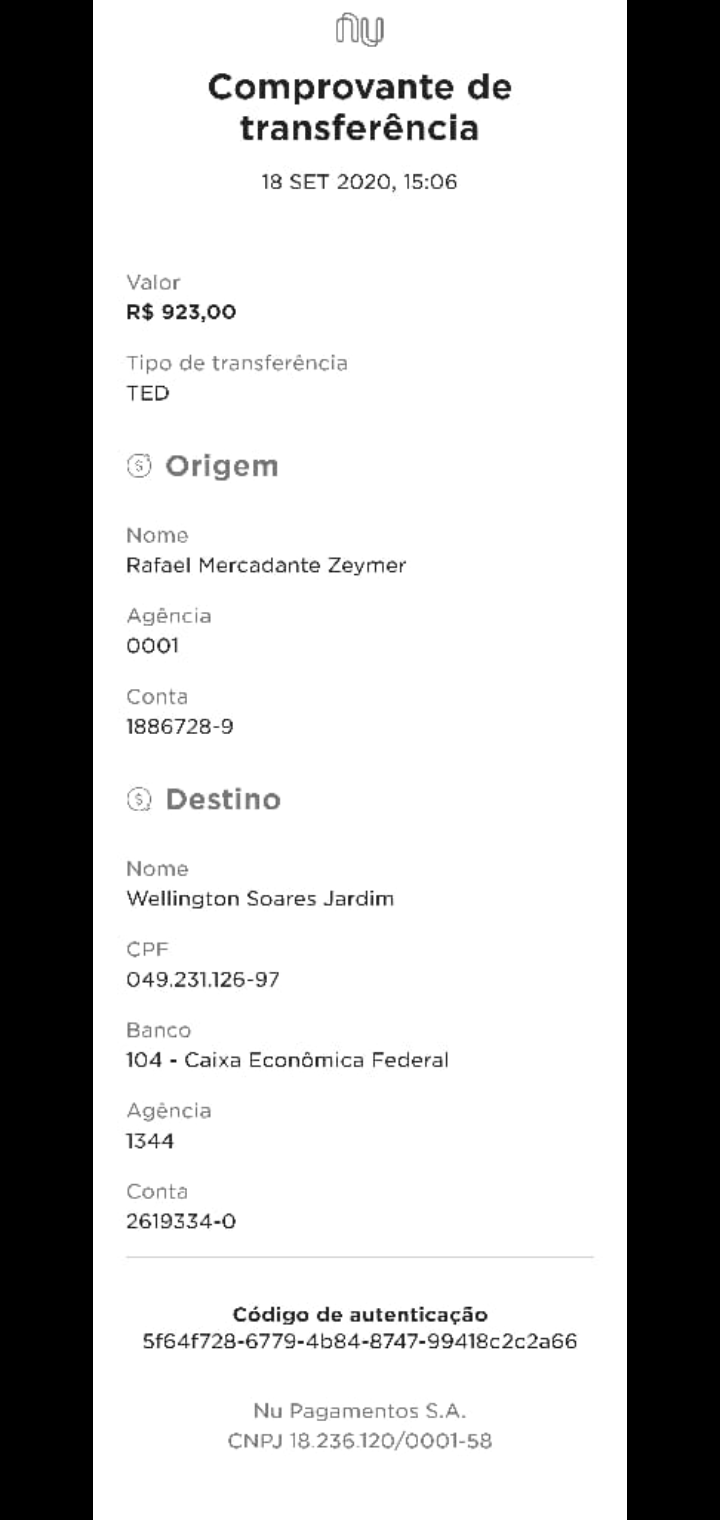 nu
Comprovante de
transferência
18 SET 2020, 15:06
Valor
R$ 923,00
Tipo de transferência
TED
Origem
Nome
Rafael Mercadante Zeymer
Agência
0001
Conta
1886728-9
Destino
Nome
Wellington Soares Jardim
CPF
049.231.126-97
Banco
104 - Caixa Econômica Federal
Agência
1344
Conta
2619334-0
Código de autenticação
5f64f728-6779-4b84-8747-99418c2c2a66
Nu Pagamentos S.A.
CNPJ 18.236.120/0001-58